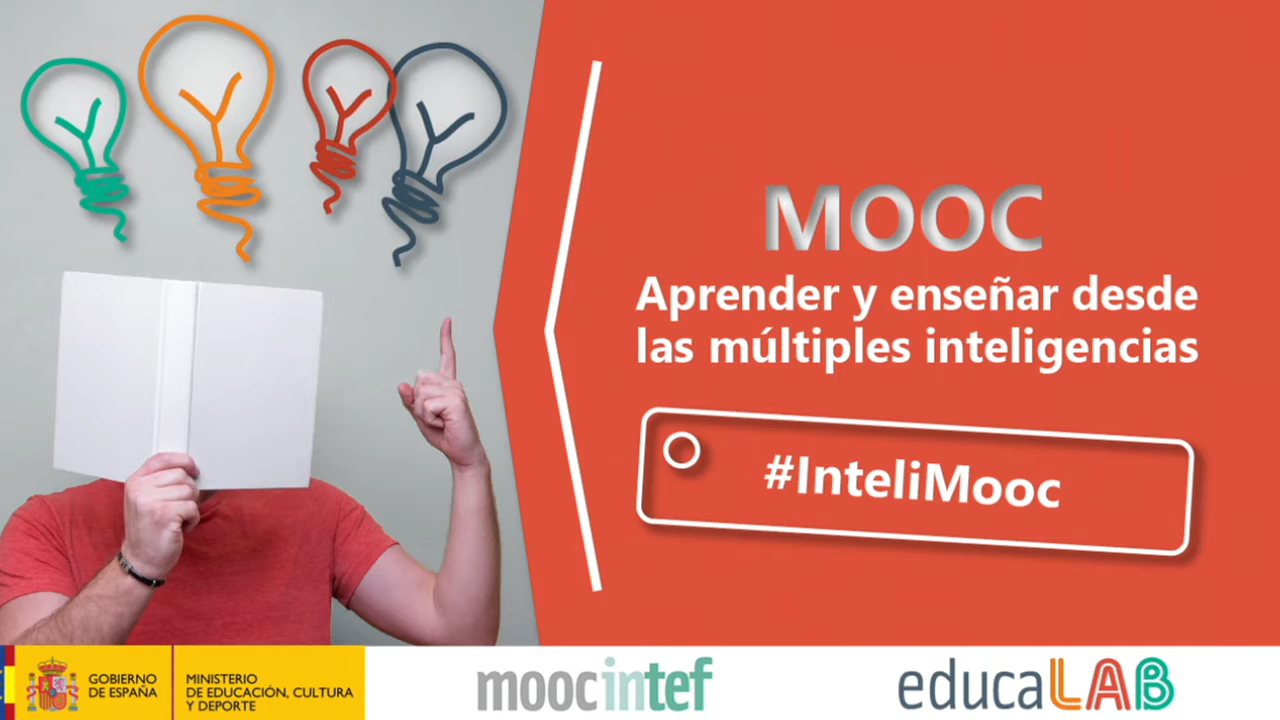 MOOC
Aprender y enseñar desde
las múltiples inteligencias
#InteliMooc
GOBIERNO
DE ESPAÑA
MINISTERIO
DE EDUCACIÓN, CULTURA
Y DEPORTE
moocintef
educaLAB